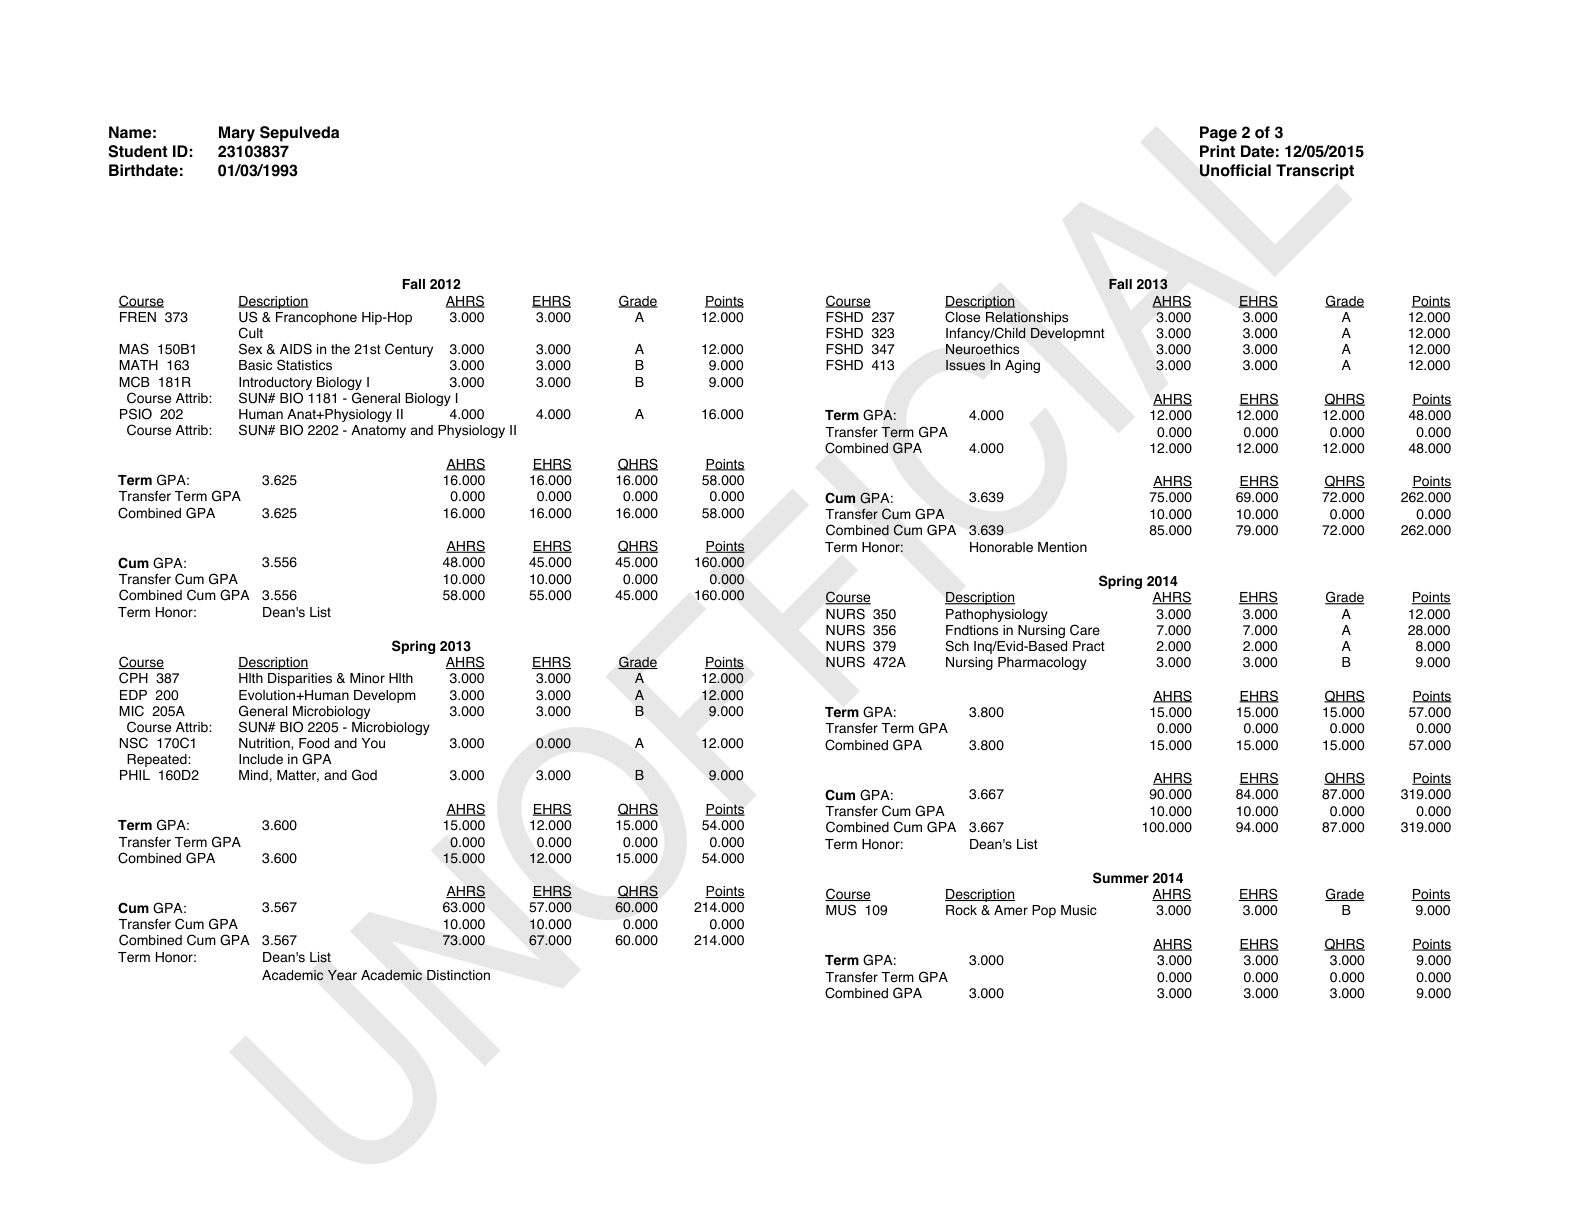 Name: Mary Sepulveda
Student ID: 23103837
Birthdate: 01/03/1993
Page 2 of 3
Print Date: 12/05/2015
Unofficial Transcript
UNOFFICIAL
Fall 2012
Course Description AHRS EHRS Grade Points
FREN 373 US & Francophone Hip-Hop 3.000 3.000 A 12.000
Cult
MAS 150B1 Sex & AIDS in the 21st Century 3.000 3.000 A 12.000
MATH 163 Basic Statistics 3.000 3.000 B 9.000
MCB 181R Introductory Biology I 3.000 3.000 B 9.000
Course Attrib: SUN# BIO 1181 - General Biology I
PSIO 202 Human Anat+Physiology II 4.000 4.000 A 16.000
Course Attrib: SUN# BIO 2202 - Anatomy and Physiology II
AHRS EHRS QHRS Points
Term GPA: 3.625 16.000 16.000 16.000 58.000
Transfer Term GPA 0.000 0.000 0.000 0.000
Combined GPA 3.625 16.000 16.000 16.000 58.000
AHRS EHRS QHRS Points
Cum GPA: 3.556 48.000 45.000 45.000 160.000
Transfer Cum GPA 10.000 10.000 0.000 0.000
Combined Cum GPA 3.556 58.000 55.000 45.000 160.000
Term Honor: Dean's List
Spring 2013
Course Description AHRS EHRS Grade Points
CPH 387 Hlth Disparities & Minor Hlth 3.000 3.000 A 12.000
EDP 200 Evolution+Human Developm 3.000 3.000 A 12.000
MIC 205A General Microbiology 3.000 3.000 B 9.000
Course Attrib: SUN# BIO 2205 - Microbiology
NSC 170C1 Nutrition, Food and You 3.000 0.000 A 12.000
Repeated: Include in GPA
PHIL 160D2 Mind, Matter, and God 3.000 3.000 B 9.000
AHRS EHRS QHRS Points
Term GPA: 3.600 15.000 12.000 15.000 54.000
Transfer Term GPA 0.000 0.000 0.000 0.000
Combined GPA 3.600 15.000 12.000 15.000 54.000
AHRS EHRS QHRS Points
Cum GPA: 3.567 63.000 57.000 60.000 214.000
Transfer Cum GPA 10.000 10.000 0.000 0.000
Combined Cum GPA 3.567 73.000 67.000 60.000 214.000
Term Honor: Dean's List
Academic Year Academic Distinction
Fall 2013
Course Description AHRS EHRS Grade Points
FSHD 237 Close Relationships 3.000 3.000 A 12.000
FSHD 323 Infancy/Child Developmnt 3.000 3.000 A 12.000
FSHD 347 Neuroethics 3.000 3.000 A 12.000
FSHD 413 Issues In Aging 3.000 3.000 A 12.000
AHRS EHRS QHRS Points
Term GPA: 4.000 12.000 12.000 12.000 48.000
Transfer Term GPA 0.000 0.000 0.000 0.000
Combined GPA 4.000 12.000 12.000 12.000 48.000
AHRS EHRS QHRS Points
Cum GPA: 3.639 75.000 69.000 72.000 262.000
Transfer Cum GPA 10.000 10.000 0.000 0.000
Combined Cum GPA 3.639 85.000 79.000 72.000 262.000
Term Honor: Honorable Mention
Spring 2014
Course Description AHRS EHRS Grade Points
NURS 350 Pathophysiology 3.000 3.000 A 12.000
NURS 356 Fndtions in Nursing Care 7.000 7.000 A 28.000
NURS 379 Sch Inq/Evid-Based Pract 2.000 2.000 A 8.000
NURS 472A Nursing Pharmacology 3.000 3.000 B 9.000
AHRS EHRS QHRS Points
Term GPA: 3.800 15.000 15.000 15.000 57.000
Transfer Term GPA 0.000 0.000 0.000 0.000
Combined GPA 3.800 15.000 15.000 15.000 57.000
AHRS EHRS QHRS Points
Cum GPA: 3.667 90.000 84.000 87.000 319.000
Transfer Cum GPA 10.000 10.000 0.000 0.000
Combined Cum GPA 3.667 100.000 94.000 87.000 319.000
Term Honor: Dean's List
Summer 2014
Course Description AHRS EHRS Grade Points
MUS 109 Rock & Amer Pop Music 3.000 3.000 B 9.000
AHRS EHRS QHRS Points
Term GPA: 3.000 3.000 3.000 3.000 9.000
Transfer Term GPA 0.000 0.000 0.000 0.000
Combined GPA 3.000 3.000 3.000 3.000 9.000